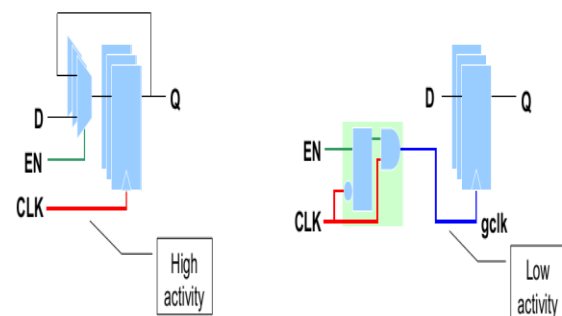 D
Q
EN
CLK
High
activity
D
Q
EN
CLK
gclk
Low
activity